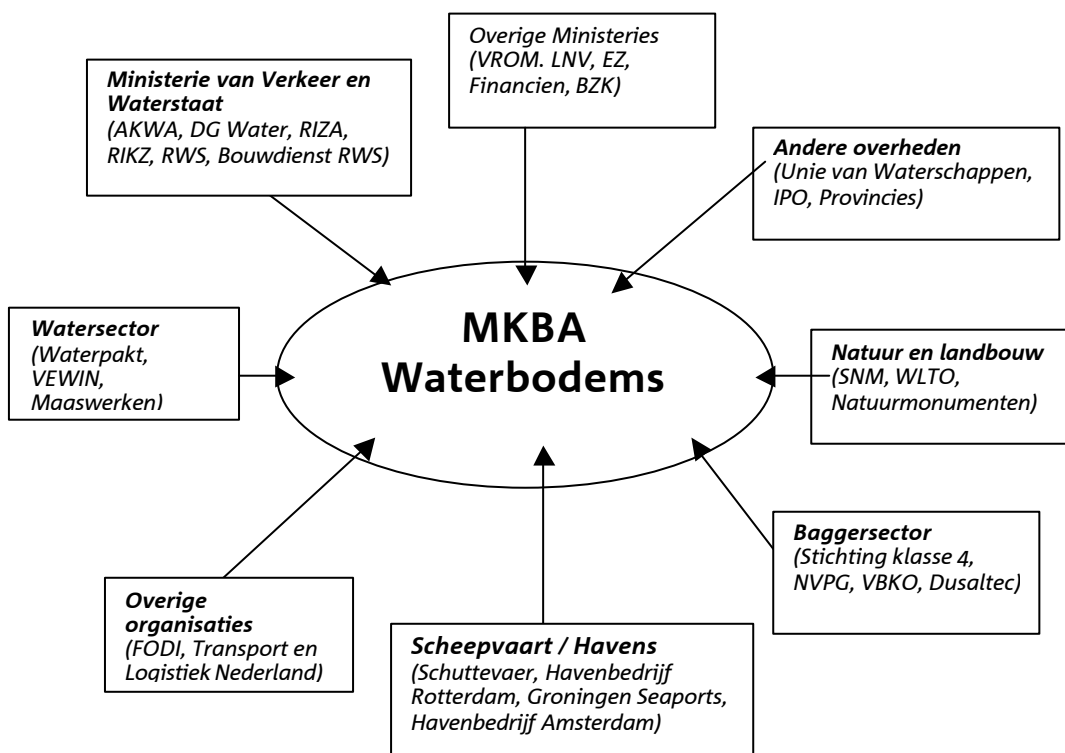 Overige Ministeries
(VROM. LNV, EZ,
Financien, BZK)
Ministerie van Verkeer en
Waterstaat
(AKWA, DG Water, RIZA,
RIKZ, RWS, Bouwdienst RWS)
Andere overheden
(Unie van Waterschappen,
IPO, Provincies)
MKBA
Waterbodems
Watersector
(Waterpakt,
VEWIN,
Maaswerken)
Natuur en landbouw
(SNM, WLTO,
Natuurmonumenten)
Baggersector
(Stichting klasse 4,
NVPG, VBKO, Dusaltec)
Overige
organisaties
(FODI, Transport en
Logistiek Nederland)
Scheepvaart / Havens
(Schuttevaer, Havenbedrijf
Rotterdam, Groningen Seaports,
Havenbedrijf Amsterdam)